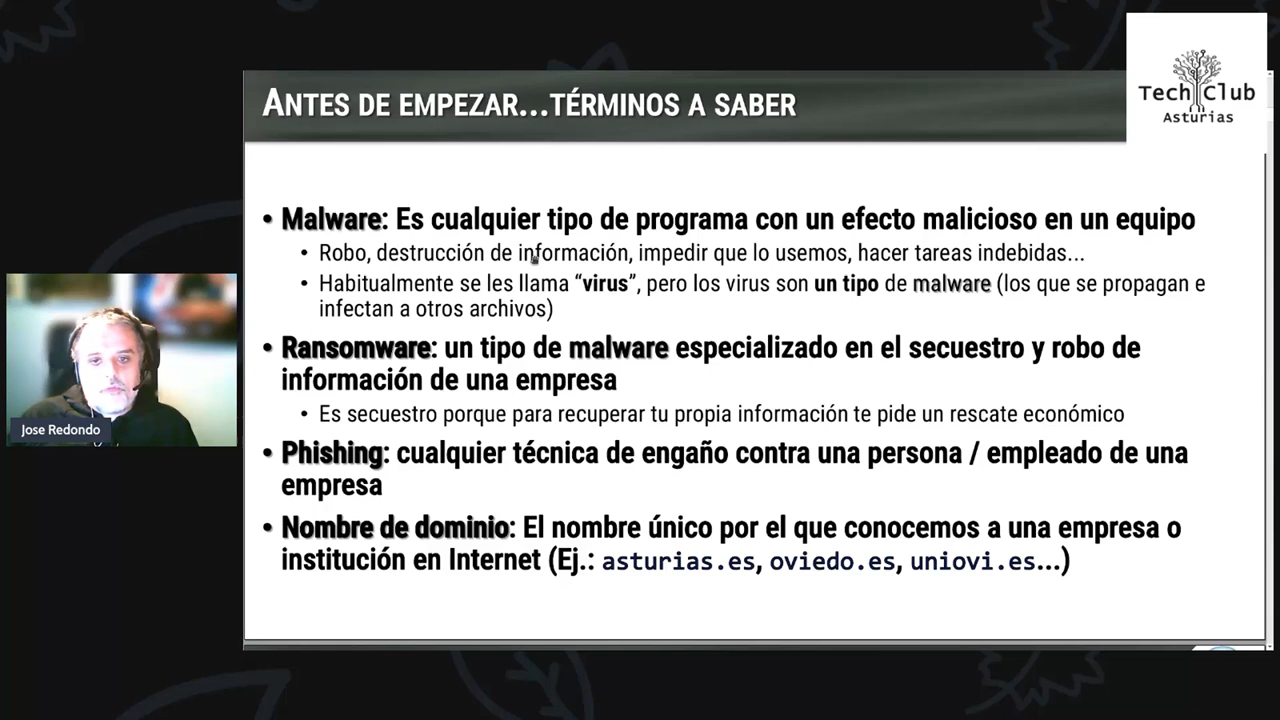 ANTES DE EMPEZAR...TÉRMINOS A SABER
Tech Club
Asturias
• Malware: Es cualquier tipo de programa con un efecto malicioso en un equipo
• Robo, destrucción de información, impedir que lo usemos, hacer tareas indebidas...
• Habitualmente se les llama “virus”, pero los virus son un tipo de malware (los que se propagan e
infectan a otros archivos)
• Ransomware: un tipo de malware especializado en el secuestro y robo de
información de una empresa
• Es secuestro porque para recuperar tu propia información te pide un rescate económico
• Phishing: cualquier técnica de engaño contra una persona / empleado de una
empresa
• Nombre de dominio: El nombre único por el que conocemos a una empresa o
institución en Internet (Ej.: asturias.es, oviedo.es, uniovi.es...)
Jose Redondo